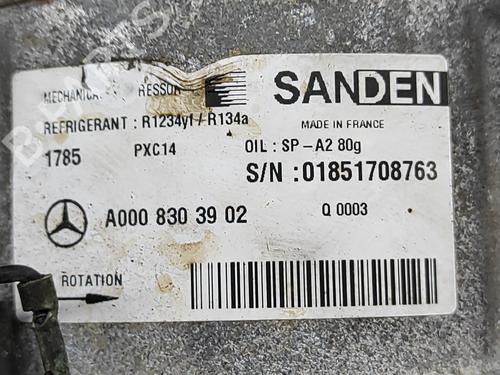 MECHANICA RESSOR
SANDEN
REFRIGERANT : R1234yf / R134a
MADE IN FRANCE
1785 PXC14 OIL : SP - A2 80g
S/N : 01851708763
A000 830 39 02 Q 0003
ROTATION